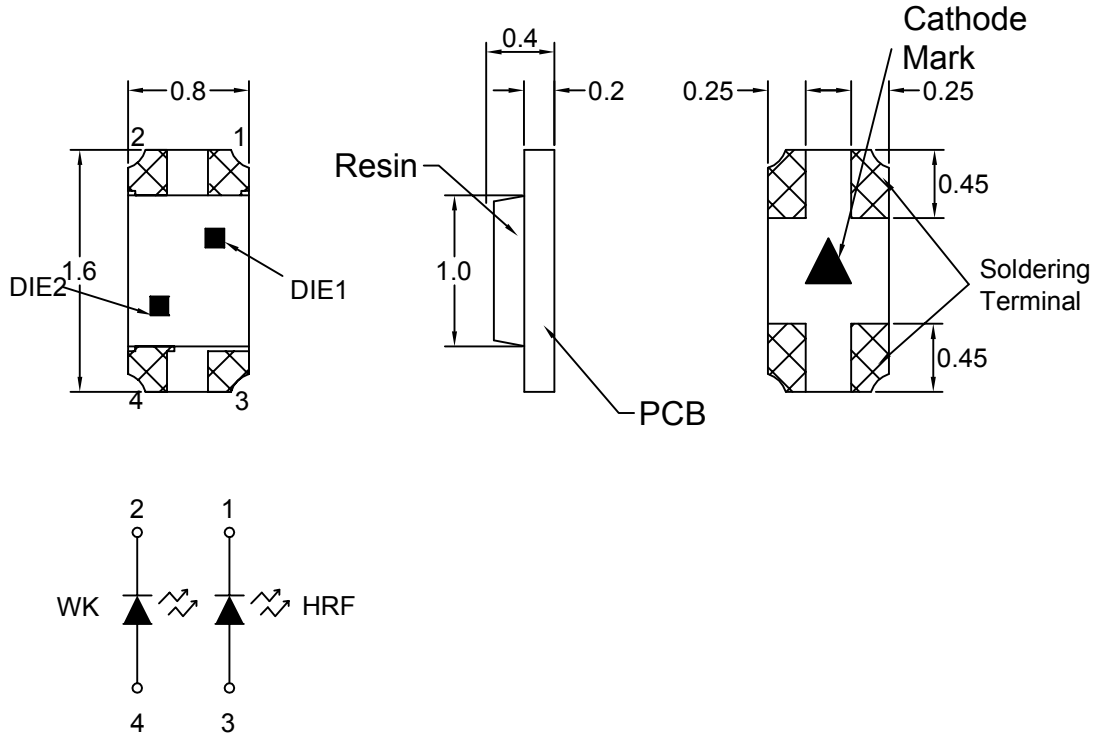 Cathode
Mark
0.4
0.8
0.2
0.25
0.25
2
1
Resin
0.45
1.6
1.0
DIE2
DIE1
Soldering
Terminal
0.45
4
3
PCB
2
1
WK
HRF
4
3